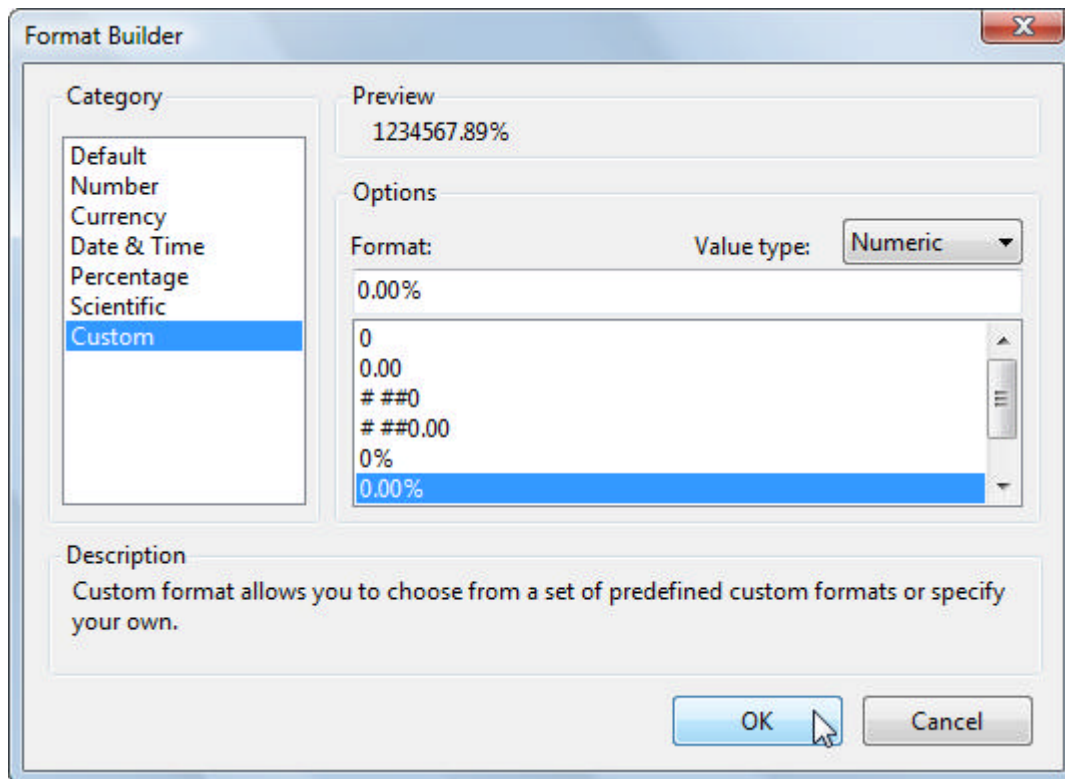 Format Builder
Category
Default
Number
Currency
Date & Time
Percentage
Scientific
Custom
Preview
1234567.89%
Options
Format:
Value type:
Numeric
0.00%
0
0.00
# ##0
# ##0.00
0%
0.00%
Description
Custom format allows you to choose from a set of predefined custom formats or specify
your own.
OK
Cancel